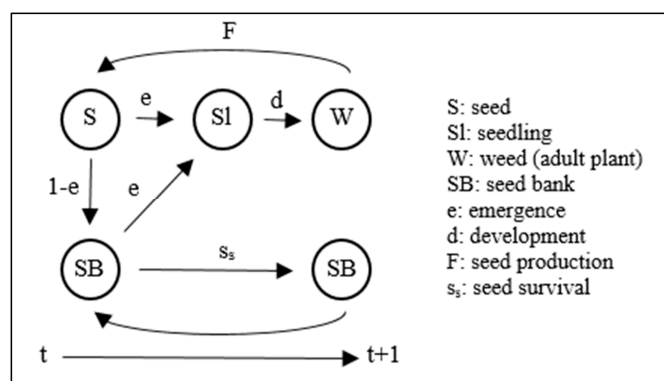 F
S
e
Sl
d
W
1-e
e
SB
sₛ
SB
t
t+1
S: seed
Sl: seedling
W: weed (adult plant)
SB: seed bank
e: emergence
d: development
F: seed production
sₛ: seed survival